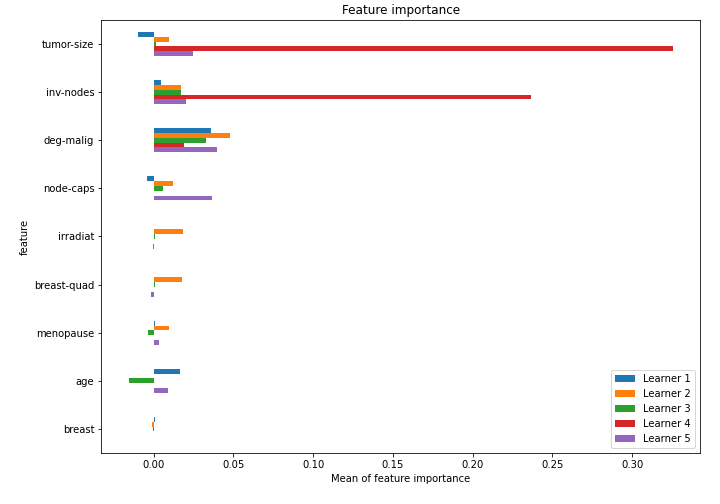 Feature importance
tumor-size
inv-nodes
deg-malig
node-caps
irradiat
breast-quad
menopause
age
breast
feature
Learner 1
Learner 2
Learner 3
Learner 4
Learner 5
0.00 0.05 0.10 0.15 0.20 0.25 0.30
Mean of feature importance